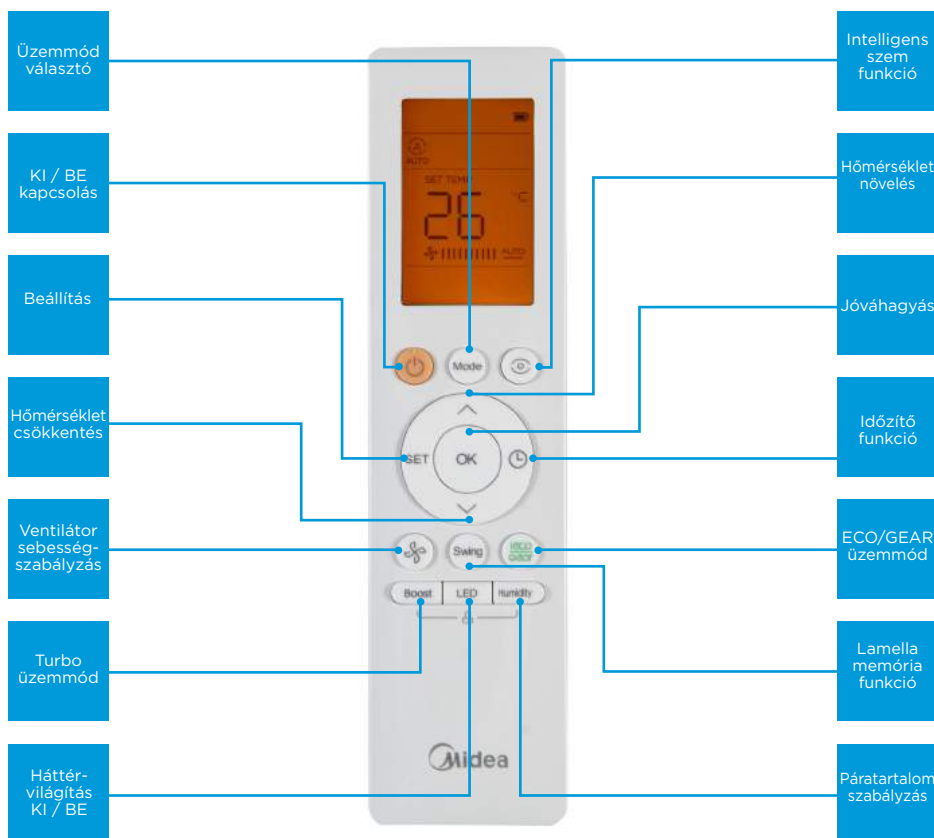 Üzemmód
választó
KI / BE
kapcsolás
Beállítás
Hőmérséklet
csökkentés
Ventilátor
sebesség-
szabályzás
Turbo
üzemmód
Háttér-
világítás
KI / BE
AUTO
SET TEMP
26 °C
AUTO
Mode
SET
OK
Swing
eco
gear
Boost
LED
Humidity
Midea
Intelligens
szem
funkció
Hőmérséklet
növelés
Jóváhagyás
Időzítő
funkció
ECO/GEAR
üzemmód
Lamella
memória
funkció
Páratartalom
szabályzás